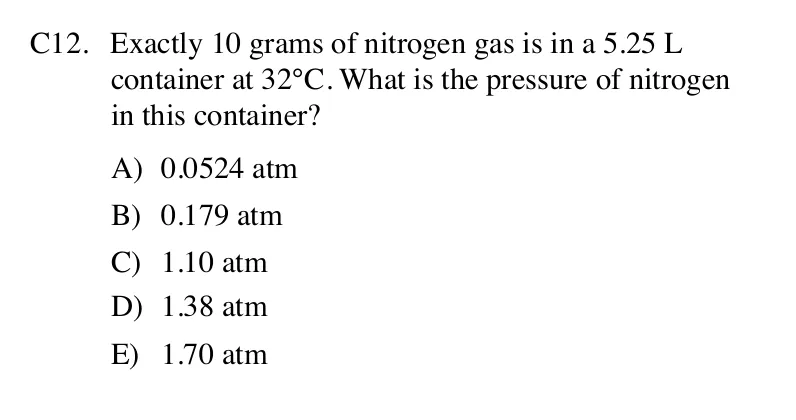 C12. Exactly 10 grams of nitrogen gas is in a 5.25 L
container at 32°C. What is the pressure of nitrogen
in this container?
A) 0.0524 atm
B) 0.179 atm
C) 1.10 atm
D) 1.38 atm
E) 1.70 atm